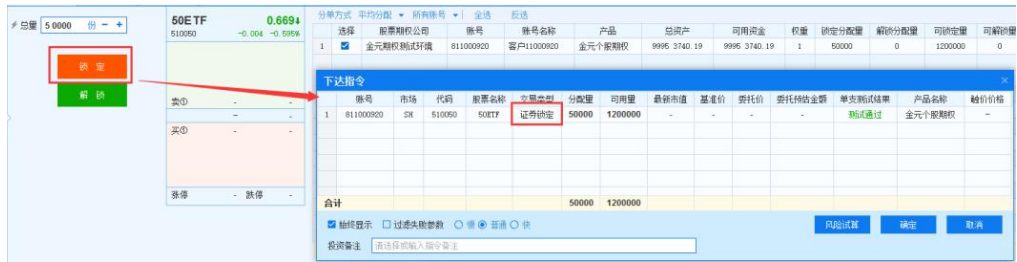 总量 5 0000 份 - +
锁 定
解 锁
50ETF 0.669↓
510050 -0.004 -0.595%
卖① - -
- -
买① - -
涨停 - 跌停 -
分单方式 平均分配 所有账号 全选 反选
选择 股票期权公司 账号 账号名称 产品 总资产 可用资金 权重 锁定分配量 解锁分配量 可锁定量 可解锁量
1 金元期权测试环境 811000920 客户11000920 金元个股期权 9995 3740.19 9995 3740.19 1 50000 0 1200000 0
下达指令 ×
账号 市场 代码 股票名称 交易类型 分配量 可用量 最新市值 基准价 委托价 委托预估金额 单支测试结果 产品名称 触价价格
1 811000920 SH 510050 50ETF 证券锁定 50000 1200000 - - - - 测试通过 金元个股期权 -
合计 50000 1200000
始终显示 过滤失败参数 慢 普通 快 风险试算 确定 取消
投资备注 请选择或输入指令备注